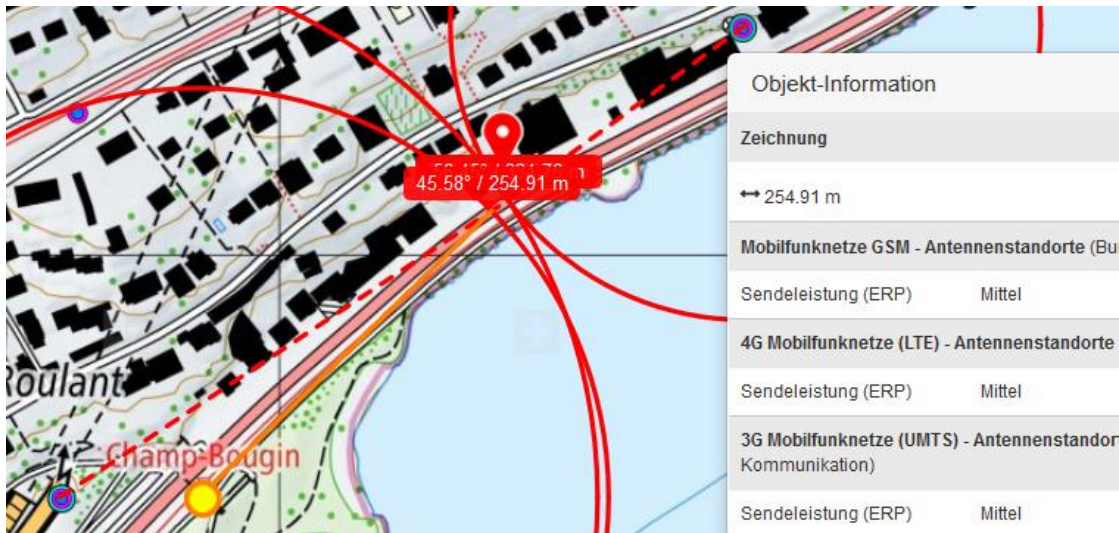 Objekt-Information
Zeichnung
45.58° / 254.91 m
↔ 254.91 m
Mobilfunknetze GSM - Antennenstandorte (Bu
Sendeleistung (ERP) Mittel
4G Mobilfunknetze (LTE) - Antennenstandorte
Sendeleistung (ERP) Mittel
Roulant
3G Mobilfunknetze (UMTS) - Antennenstandor
Kommunikation)
Champ-Bougin
Sendeleistung (ERP) Mittel